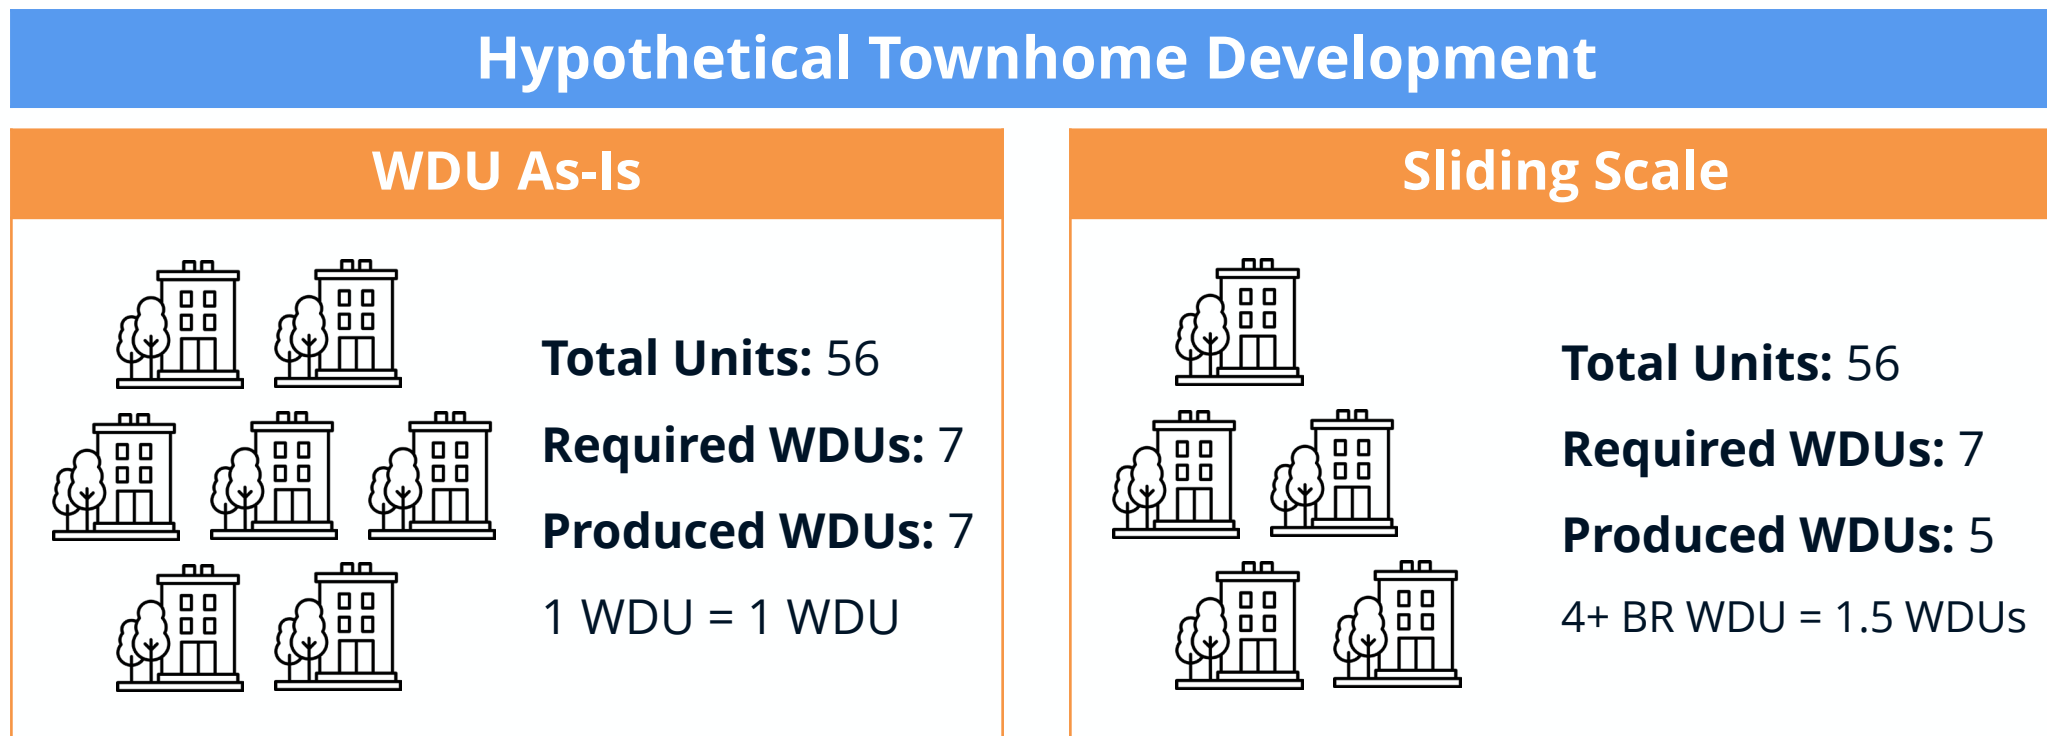 Hypothetical Townhome Development
WDU As-Is
Total Units: 56
Required WDUs: 7
Produced WDUs: 7
1 WDU = 1 WDU
Sliding Scale
Total Units: 56
Required WDUs: 7
Produced WDUs: 5
4+ BR WDU = 1.5 WDUs